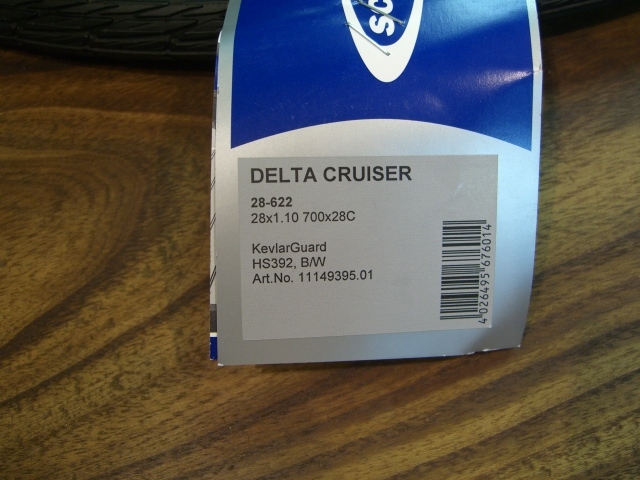 DELTA CRUISER
28-622
28x1.10 700x28C
KevlarGuard
HS392, B/W
Art.No. 11149395.01
4 026495 676014